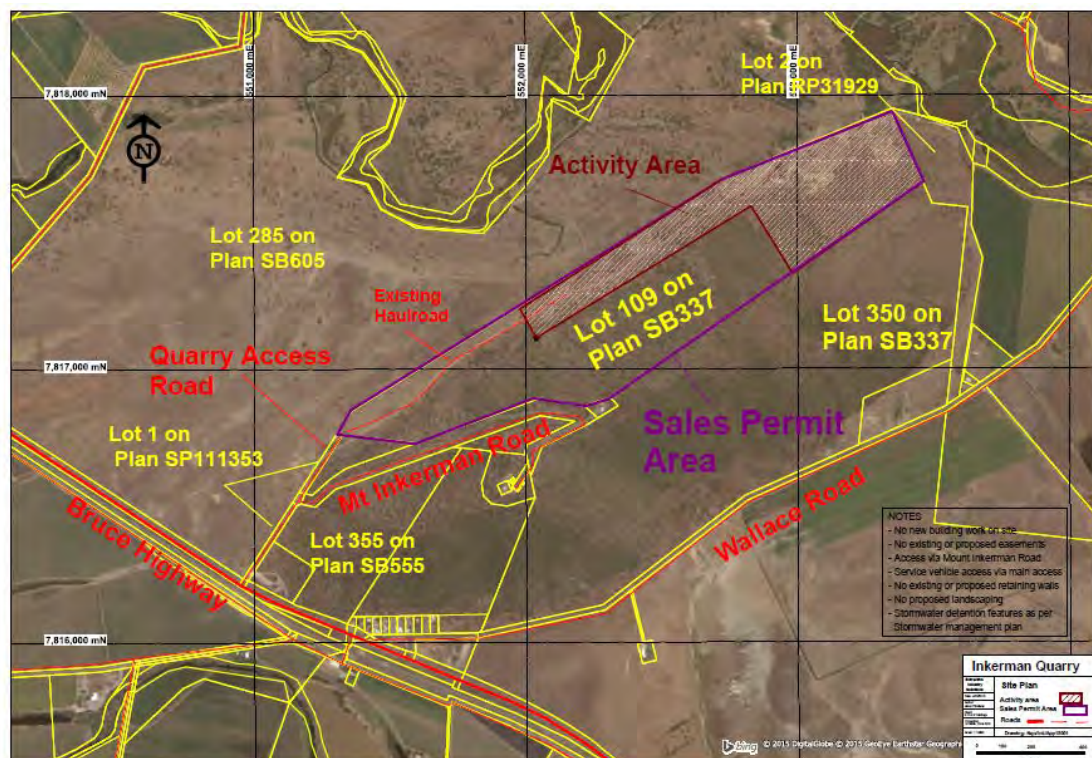 551,000 mE
552,000 mE
Lot 2 on
Plan RP31929
7,818,000 mN
N
Activity Area
Lot 285 on
Plan SB605
Existing
Haulroad
Lot 109 on
Plan SB337
Lot 350 on
Plan SB337
Quarry Access
Road
7,817,000 mN
Sales Permit
Area
Lot 1 on
Plan SP111353
Mt Inkerman Road
Bruce Highway
Wallace Road
Lot 355 on
Plan SB555
NOTES
- No new building work on site
- No existing or proposed easements
- Access via Mount Inkerman Road
- Service vehicle access via main access
- No existing or proposed retaining walls
- No proposed landscaping
- Stormwater detention features as per
Stormwater management plan
7,816,000 mN
Inkerman Quarry
Site Plan
Activity area
Sales Permit Area
Roads
bing © 2015 DigitalGlobe © 2015 GeoEye Earthstar Geographi